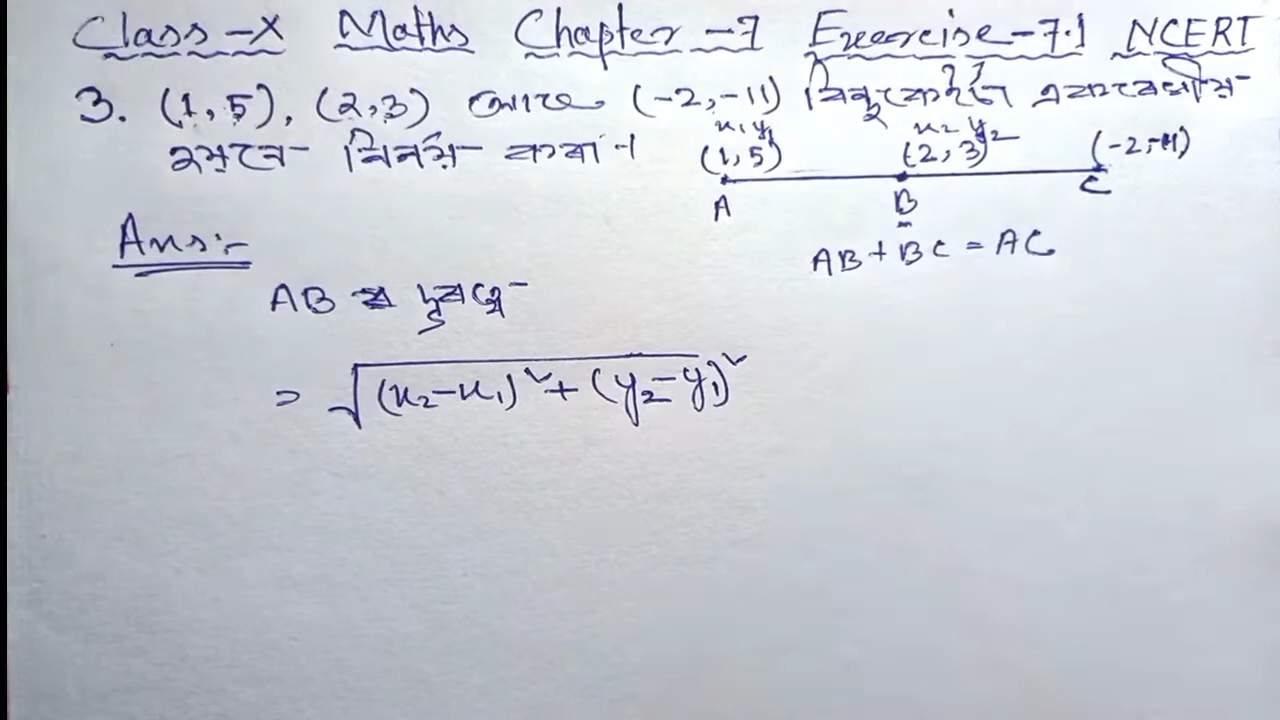 Class-X Maths Chapter-7 Exercise-7.1 NCERT
3. (1,5), (2,3) আৰু (-2,-11) বিন্দুকেইটা একৰেখীয়
হয়নে নিৰ্ণয় কৰা।
x₁ y₁ x₂ y₂
(1,5) (2,3) (-2,-11)
A B C
AB + BC = AC
Ans:-
AB ৰ দূৰত্ব
= √(x₂-x₁)² + (y₂-y₁)²